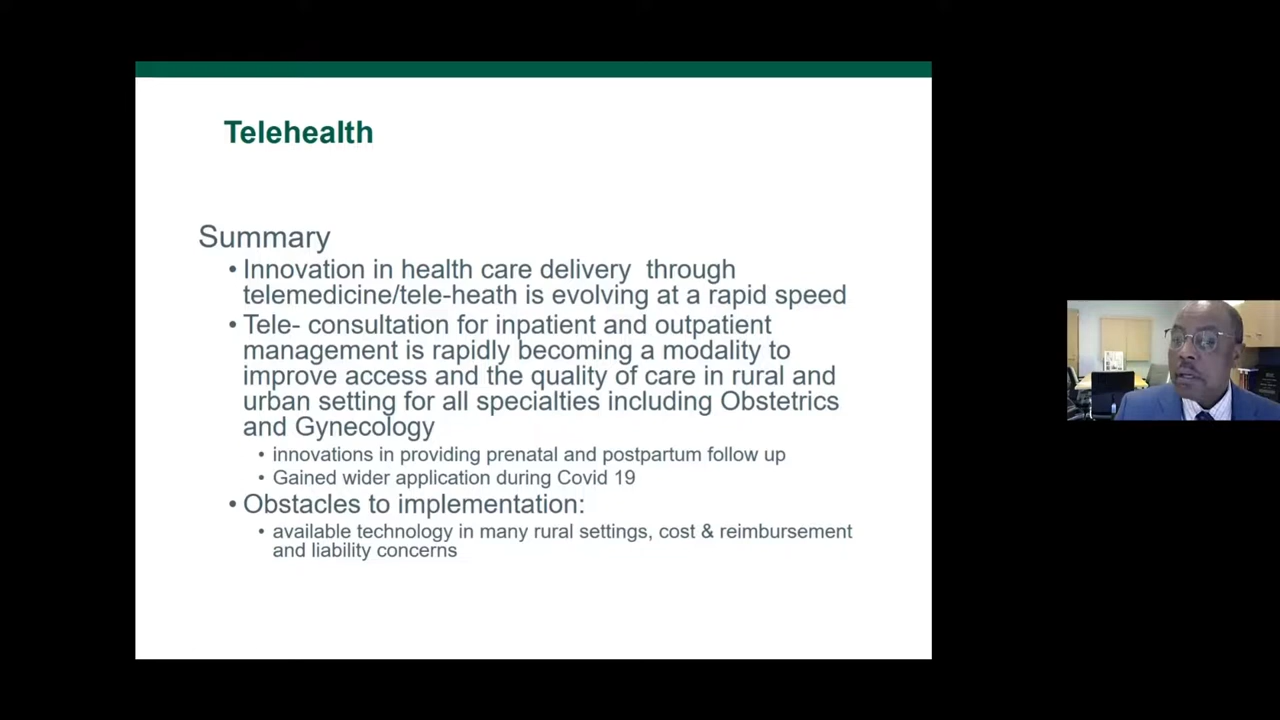 Telehealth
Summary
• Innovation in health care delivery  through
telemedicine/tele-heath is evolving at a rapid speed
• Tele- consultation for inpatient and outpatient
management is rapidly becoming a modality to
improve access and the quality of care in rural and
urban setting for all specialties including Obstetrics
and Gynecology
• innovations in providing prenatal and postpartum follow up
• Gained wider application during Covid 19
• Obstacles to implementation:
• available technology in many rural settings, cost & reimbursement
and liability concerns